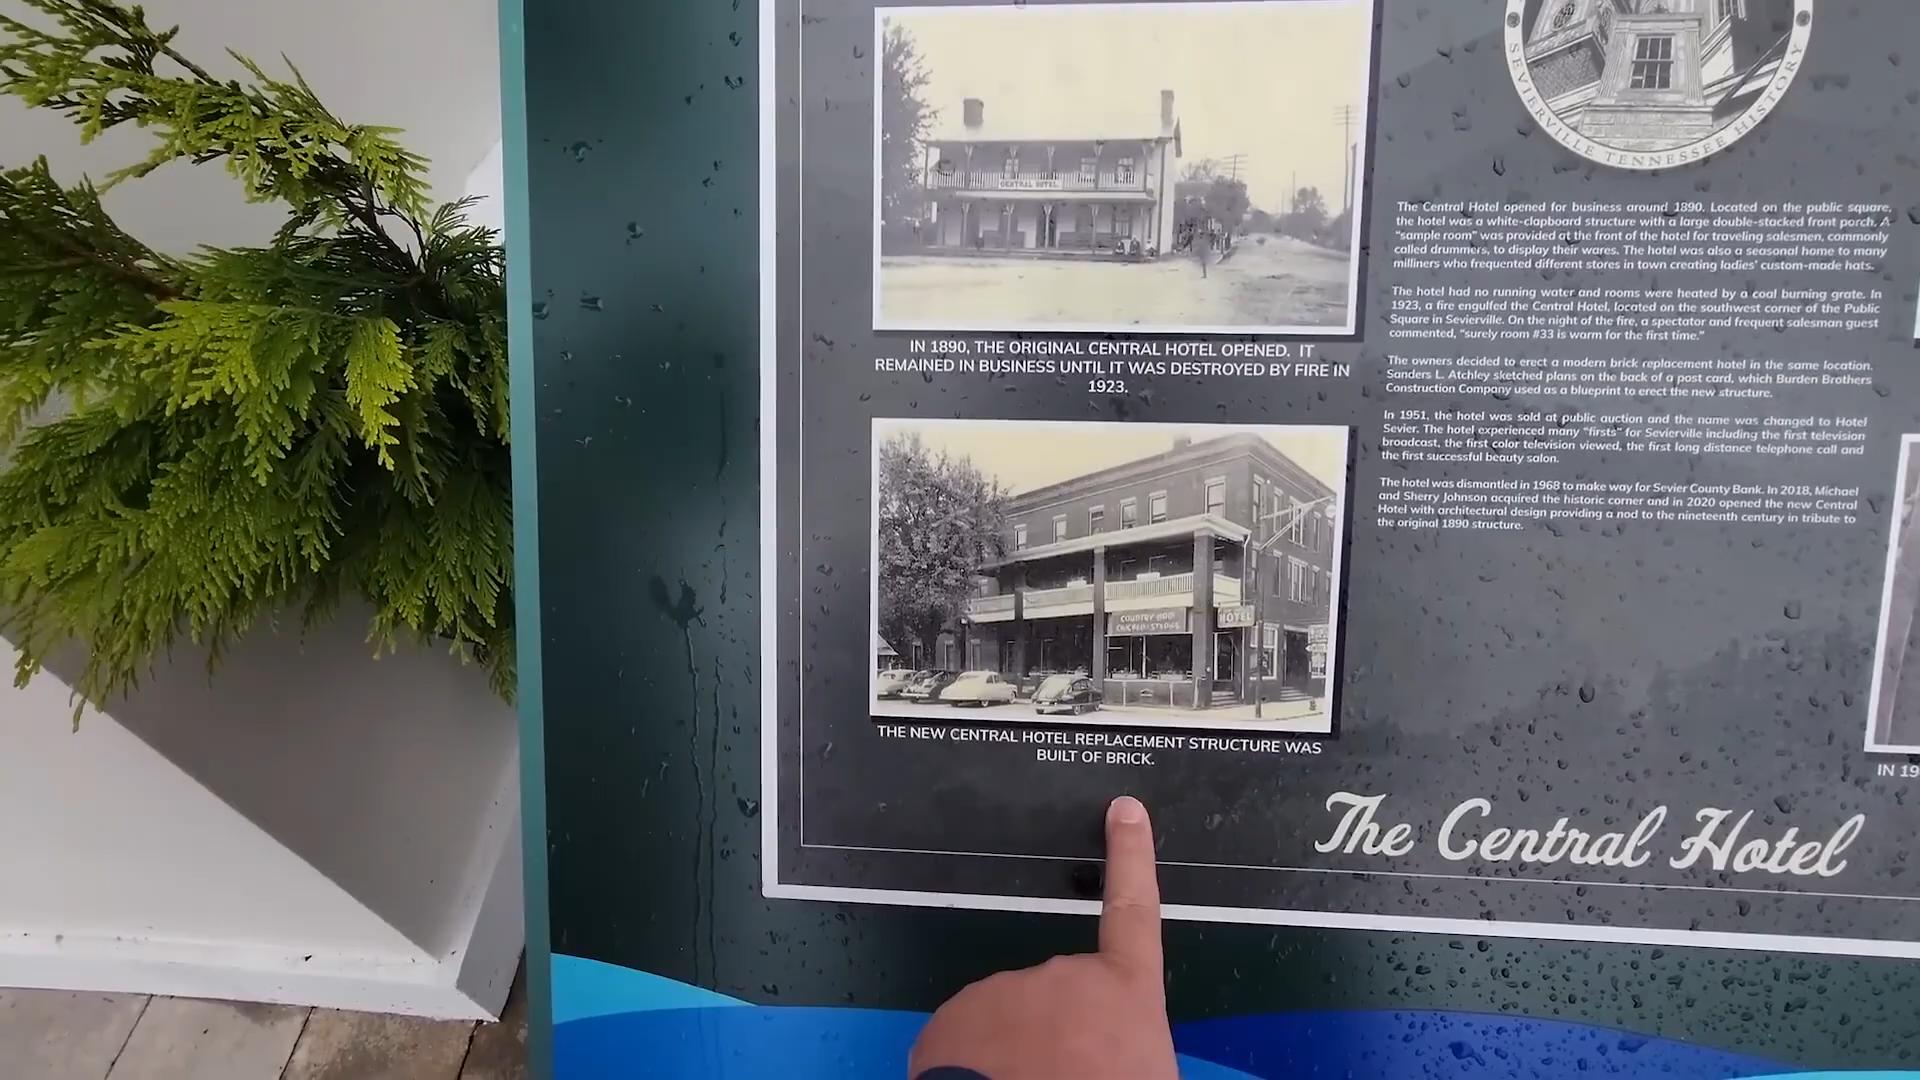 SEVIERVILLE TENNESSEE HISTORY
CENTRAL HOTEL
IN 1890, THE ORIGINAL CENTRAL HOTEL OPENED. IT
REMAINED IN BUSINESS UNTIL IT WAS DESTROYED BY FIRE IN
1923.
COUNTRY HAM
CHICKEN-STEAKS
HOTEL
THE NEW CENTRAL HOTEL REPLACEMENT STRUCTURE WAS
BUILT OF BRICK.
The Central Hotel opened for business around 1890. Located on the public square,
the hotel was a white-clapboard structure with a large double-stacked front porch. A
"sample room" was provided at the front of the hotel for traveling salesmen, commonly
called drummers, to display their wares. The hotel was also a seasonal home to many
milliners who frequented different stores in town creating ladies' custom-made hats.
The hotel had no running water and rooms were heated by a coal burning grate. In
1923, a fire engulfed the Central Hotel, located on the southwest corner of the Public
Square in Sevierville. On the night of the fire, a spectator and frequent salesman guest
commented, "surely room #33 is warm for the first time."
The owners decided to erect a modern brick replacement hotel in the same location.
Sanders L. Atchley sketched plans on the back of a post card, which Burden Brothers
Construction Company used as a blueprint to erect the new structure.
In 1951, the hotel was sold at public auction and the name was changed to Hotel
Sevier. The hotel experienced many "firsts" for Sevierville including the first television
broadcast, the first color television viewed, the first long distance telephone call and
the first successful beauty salon.
The hotel was dismantled in 1968 to make way for Sevier County Bank. In 2018, Michael
and Sherry Johnson acquired the historic corner and in 2020 opened the new Central
Hotel with architectural design providing a nod to the nineteenth century in tribute to
the original 1890 structure.
IN 19
The Central Hotel